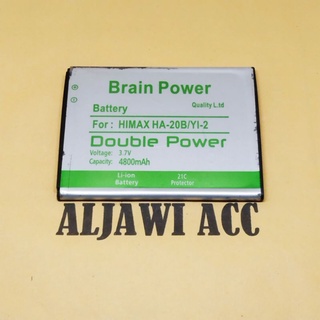 Brain Power
Battery
Quality L.td
For : HIMAX HA-20B/YI-2
Double Power
Voltage: 3.7V
Capacity: 4800mAh
Li-ion Battery
21C Protector
ALJAWI ACC